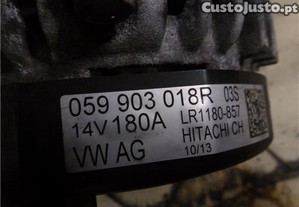 CustoJusto.pt
059 903 018R 03S
14V 180A LR1180-857
VW AG HITACHI CH
10/13